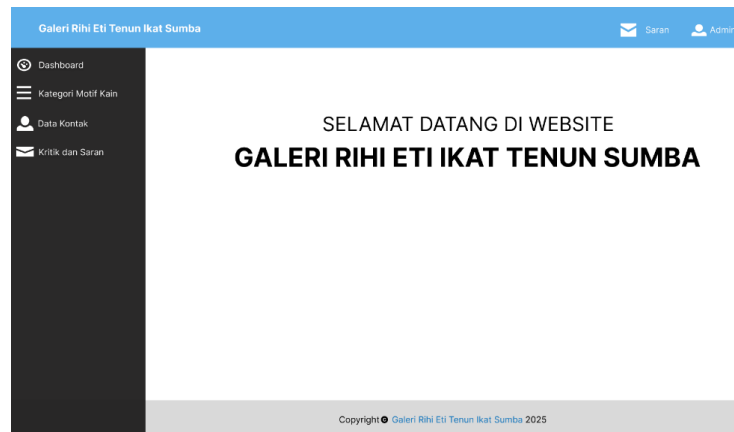 Galeri Rihi Eti Tenun Ikat Sumba
Saran
Admin
Dashboard
Kategori Motif Kain
Data Kontak
Kritik dan Saran
SELAMAT DATANG DI WEBSITE
GALERI RIHI ETI IKAT TENUN SUMBA
Copyright © Galeri Rihi Eti Tenun Ikat Sumba 2025